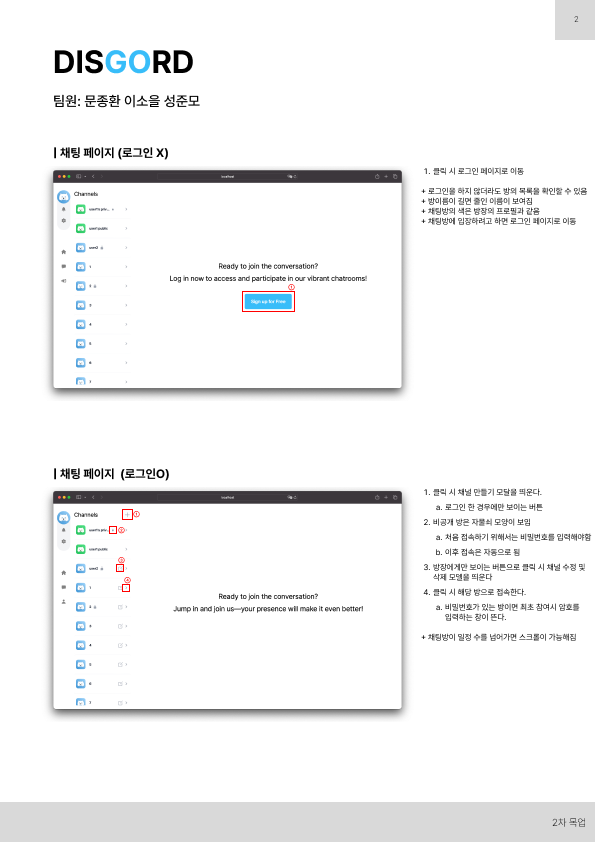 2
DISGORD
팀원: 문종환 이소을 성준모
| 채팅 페이지 (로그인 X)
localhost
Channels
user1's priv...
user1public
user2
1
2
3
4
5
6
7
Ready to join the conversation?
Log in now to access and participate in our vibrant chatrooms!
1
Sign up for Free
1. 클릭 시 로그인 페이지로 이동
+ 로그인을 하지 않더라도 방의 목록을 확인할 수 있음
+ 방이름이 길면 줄인 이름이 보여짐
+ 채팅방의 색은 방장의 프로필과 같음
+ 채팅방에 입장하려고 하면 로그인 페이지로 이동
| 채팅 페이지 (로그인O)
localhost
Channels
1
user1's priv...
2
user1public
3
user2
4
1
2
3
4
5
6
7
Ready to join the conversation?
Jump in and join us—your presence will make it even better!
1. 클릭 시 채널 만들기 모달을 띄운다.
a. 로그인 한 경우에만 보이는 버튼
2. 비공개 방은 자물쇠 모양이 보임
a. 처음 접속하기 위해서는 비밀번호를 입력해야함
b. 이후 접속은 자동으로 됨
3. 방장에게만 보이는 버튼으로 클릭 시 채널 수정 및
삭제 모델을 띄운다
4. 클릭 시 해당 방으로 접속한다.
a. 비밀번호가 있는 방이면 최초 참여시 암호를
입력하는 창이 뜬다.
+ 채팅방이 일정 수를 넘어가면 스크롤이 가능해짐
2차 목업